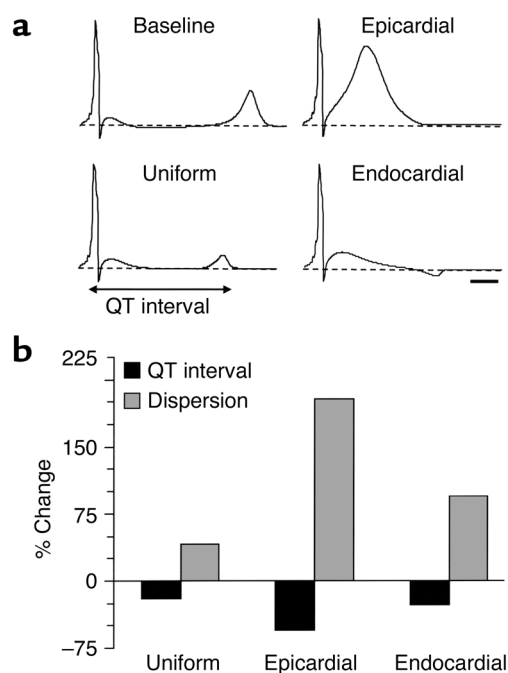 a
Baseline
Epicardial
Uniform
Endocardial
QT interval
b
225
QT interval
Dispersion
150
75
0
–75
% Change
Uniform
Epicardial
Endocardial